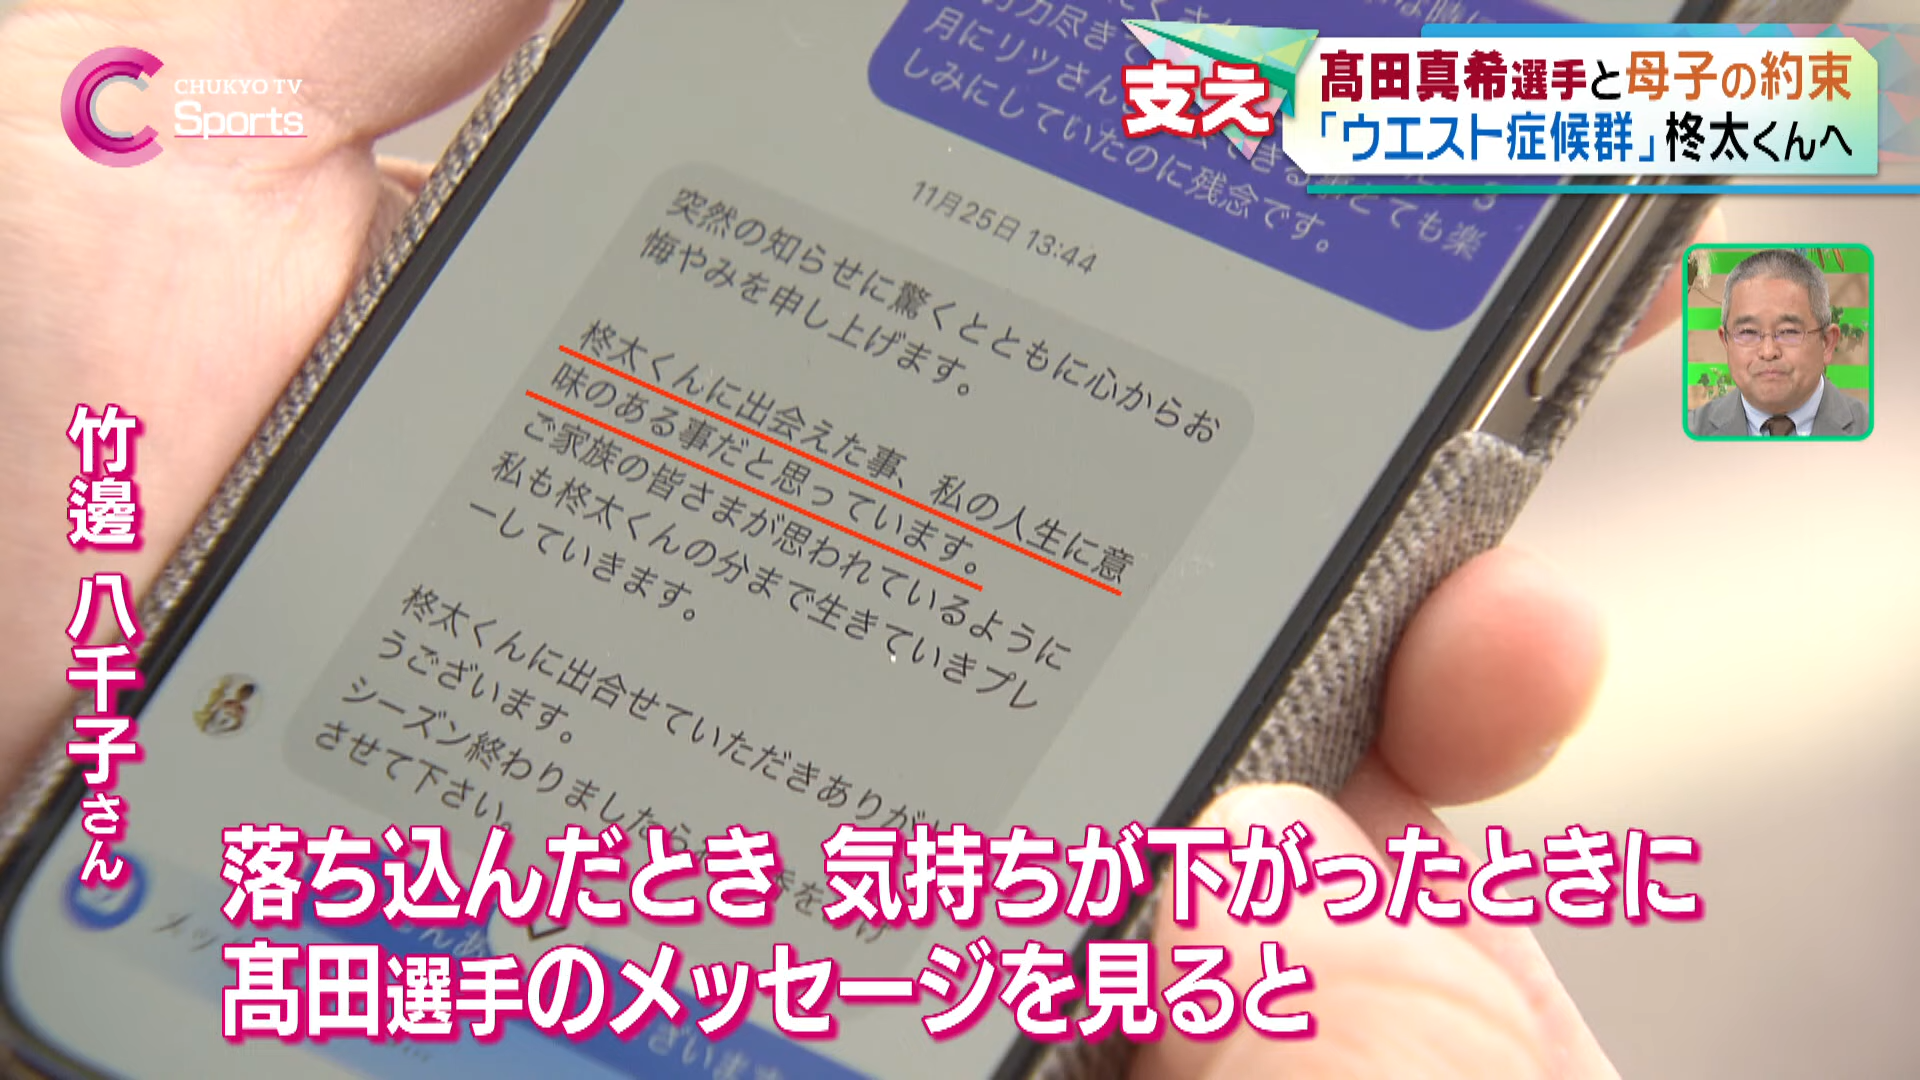 CHUKYO TV
Sports
支え
髙田真希選手と母子の約束
「ウエスト症候群」柊太くんへ
力尽きて
月にリツさん
しみにしていたのに残念です。
とても楽
11月25日 13:44
突然の知らせに驚くとともに心からお
悔やみを申し上げます。
柊太くんに出会えた事、私の人生に意
味のある事だと思っています。
ご家族の皆さまが思われているように
私も柊太くんの分まで生きていきプレ
ーしていきます。
柊太くんに出合せていただきありがと
うございます。
シーズン終わりましたら
させて下さい。
竹邊 八千子さん
落ち込んだとき 気持ちが下がったときに
髙田選手のメッセージを見ると